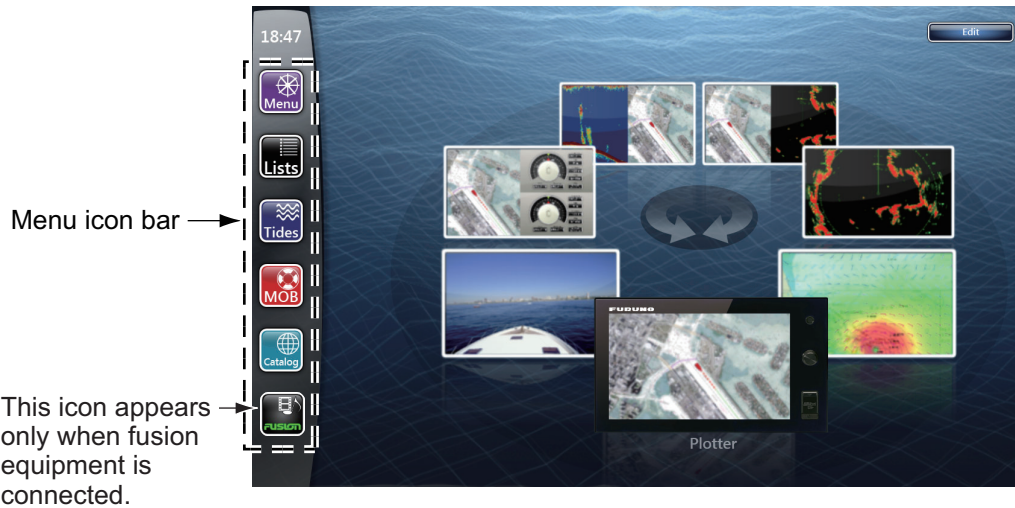 18:47
Edit
Menu
Lists
Menu icon bar
Tides
MOB
FURUNO
Catalog
This icon appears
only when fusion
equipment is
connected.
FUSION
Plotter